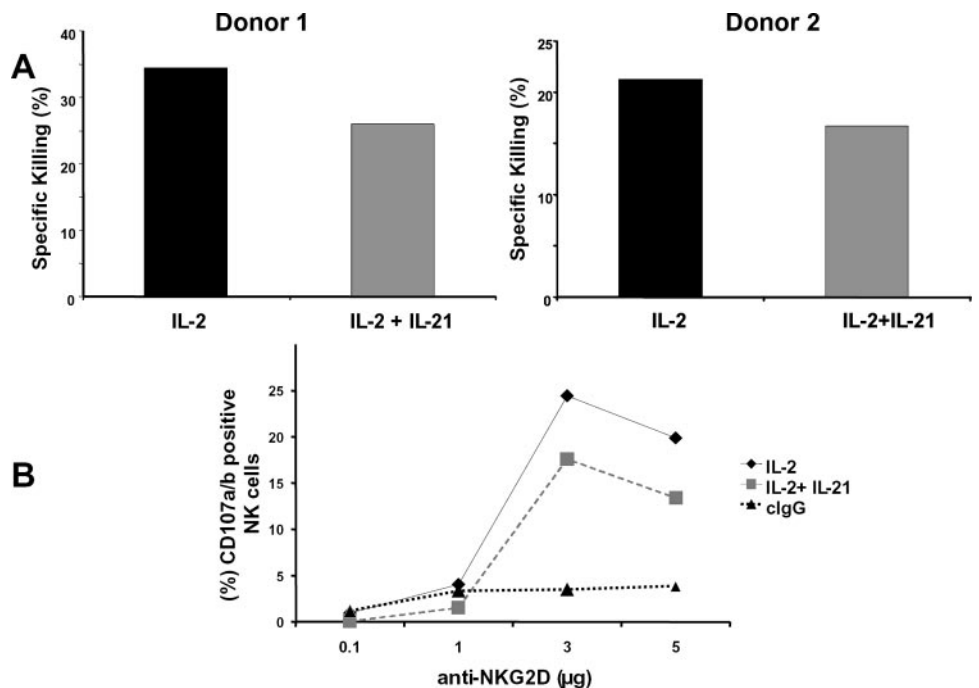 Donor 1
Donor 2
A
Specific Killing (%)
40
30
20
30
0
IL-2
IL-2 + IL-21
Specific Killing (%)
25
20
10
0
IL-2
IL-2+IL-21
B
(%) CD107a/b positive
NK cells
25
20
15
10
5
0
0.1
1
3
5
anti-NKG2D (µg)
IL-2
IL-2+ IL-21
cIgG